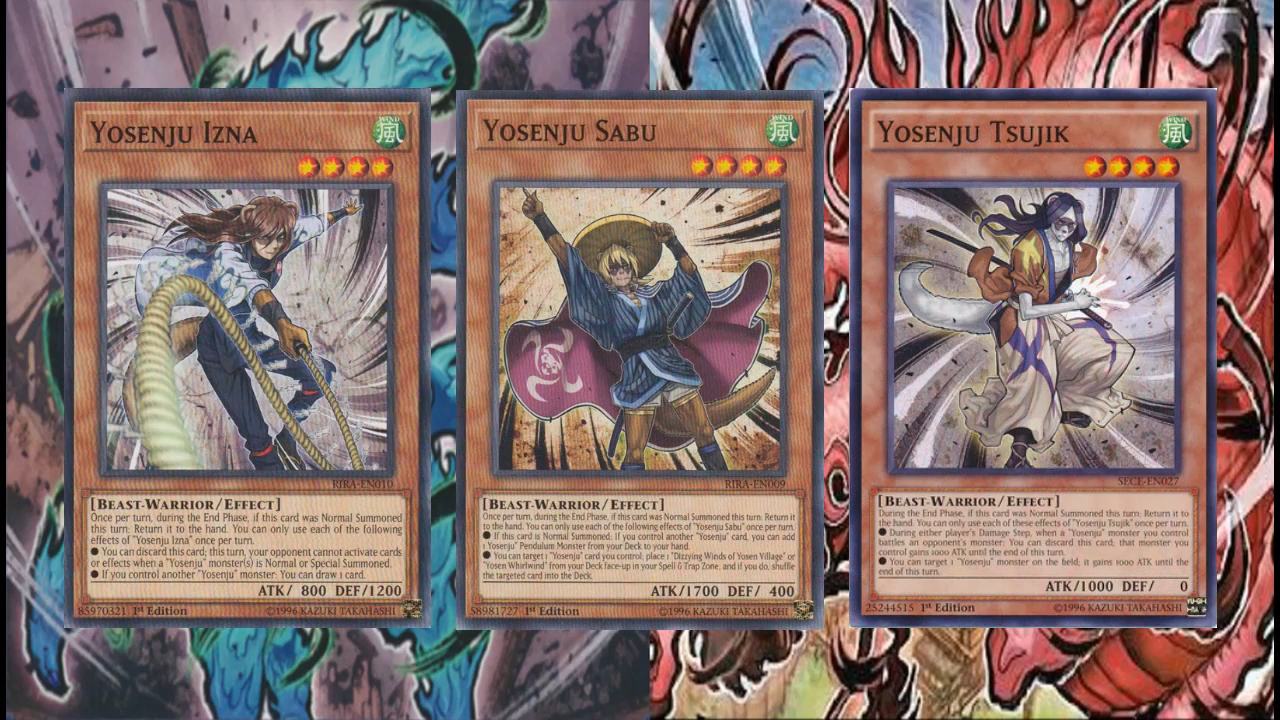 YOSENJU IZNA
WIND
風
RIRA-EN010
[BEAST-WARRIOR/EFFECT]
Once per turn, during the End Phase, if this card was Normal Summoned
this turn: Return it to the hand. You can only use each of the following
effects of "Yosenju Izna" once per turn.
● You can discard this card; this turn, your opponent cannot activate cards
or effects when a "Yosenju" monster(s) is Normal or Special Summoned.
● If you control another "Yosenju" monster: You can draw 1 card.
ATK/ 800 DEF/1200
85970321 1st Edition ©1996 KAZUKI TAKAHASHI
YOSENJU SABU
WIND
風
RIRA-EN009
[BEAST-WARRIOR/EFFECT]
Once per turn, during the End Phase, if this card was Normal Summoned this turn: Return it
to the hand. You can only use each of the following effects of "Yosenju Sabu" once per turn.
● If this card is Normal Summoned: If you control another "Yosenju" card, you can add
1 "Yosenju" Pendulum Monster from your Deck to your hand.
● You can target 1 "Yosenju" card you control; place 1 "Dizzying Winds of Yosen Village" or
"Yosen Whirlwind" from your Deck face-up in your Spell & Trap Zone, and if you do, shuffle
the targeted card into the Deck.
ATK/1700 DEF/ 400
58981727 1st Edition ©1996 KAZUKI TAKAHASHI
YOSENJU TSUJIK
WIND
風
SECE-EN027
[BEAST-WARRIOR/EFFECT]
During the End Phase, if this card was Normal Summoned this turn: Return it to
the hand. You can only use each of these effects of "Yosenju Tsujik" once per turn.
● During either player's Damage Step, when a "Yosenju" monster you control
battles an opponent's monster: You can discard this card; that monster you
control gains 1000 ATK until the end of this turn.
● You can target 1 "Yosenju" monster on the field; it gains 1000 ATK until the
end of this turn.
ATK/1000 DEF/ 0
25244515 1st Edition ©1996 KAZUKI TAKAHASHI